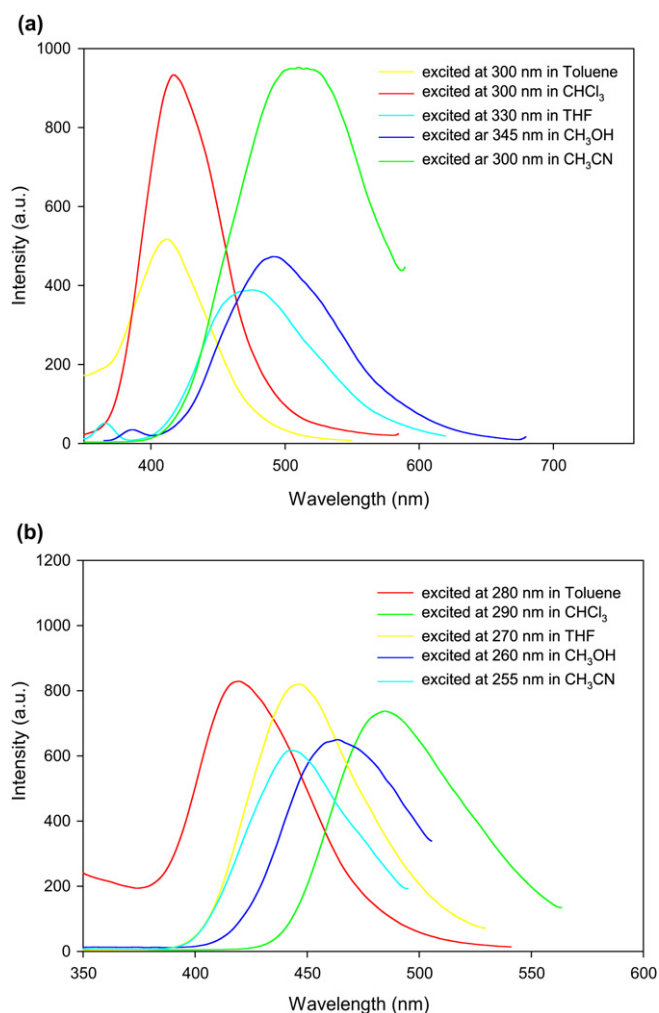 (a)
1000
800
600
400
200
0
Intensity (a.u.)
excited at 300 nm in Toluene
excited at 300 nm in CHCl₃
excited at 330 nm in THF
excited ar 345 nm in CH₃OH
excited ar 300 nm in CH₃CN
400 500 600 700
Wavelength (nm)
(b)
1200
1000
800
600
400
200
0
Intensity (a.u.)
excited at 280 nm in Toluene
excited at 290 nm in CHCl₃
excited at 270 nm in THF
excited at 260 nm in CH₃OH
excited at 255 nm in CH₃CN
350 400 450 500 550 600
Wavelength (nm)